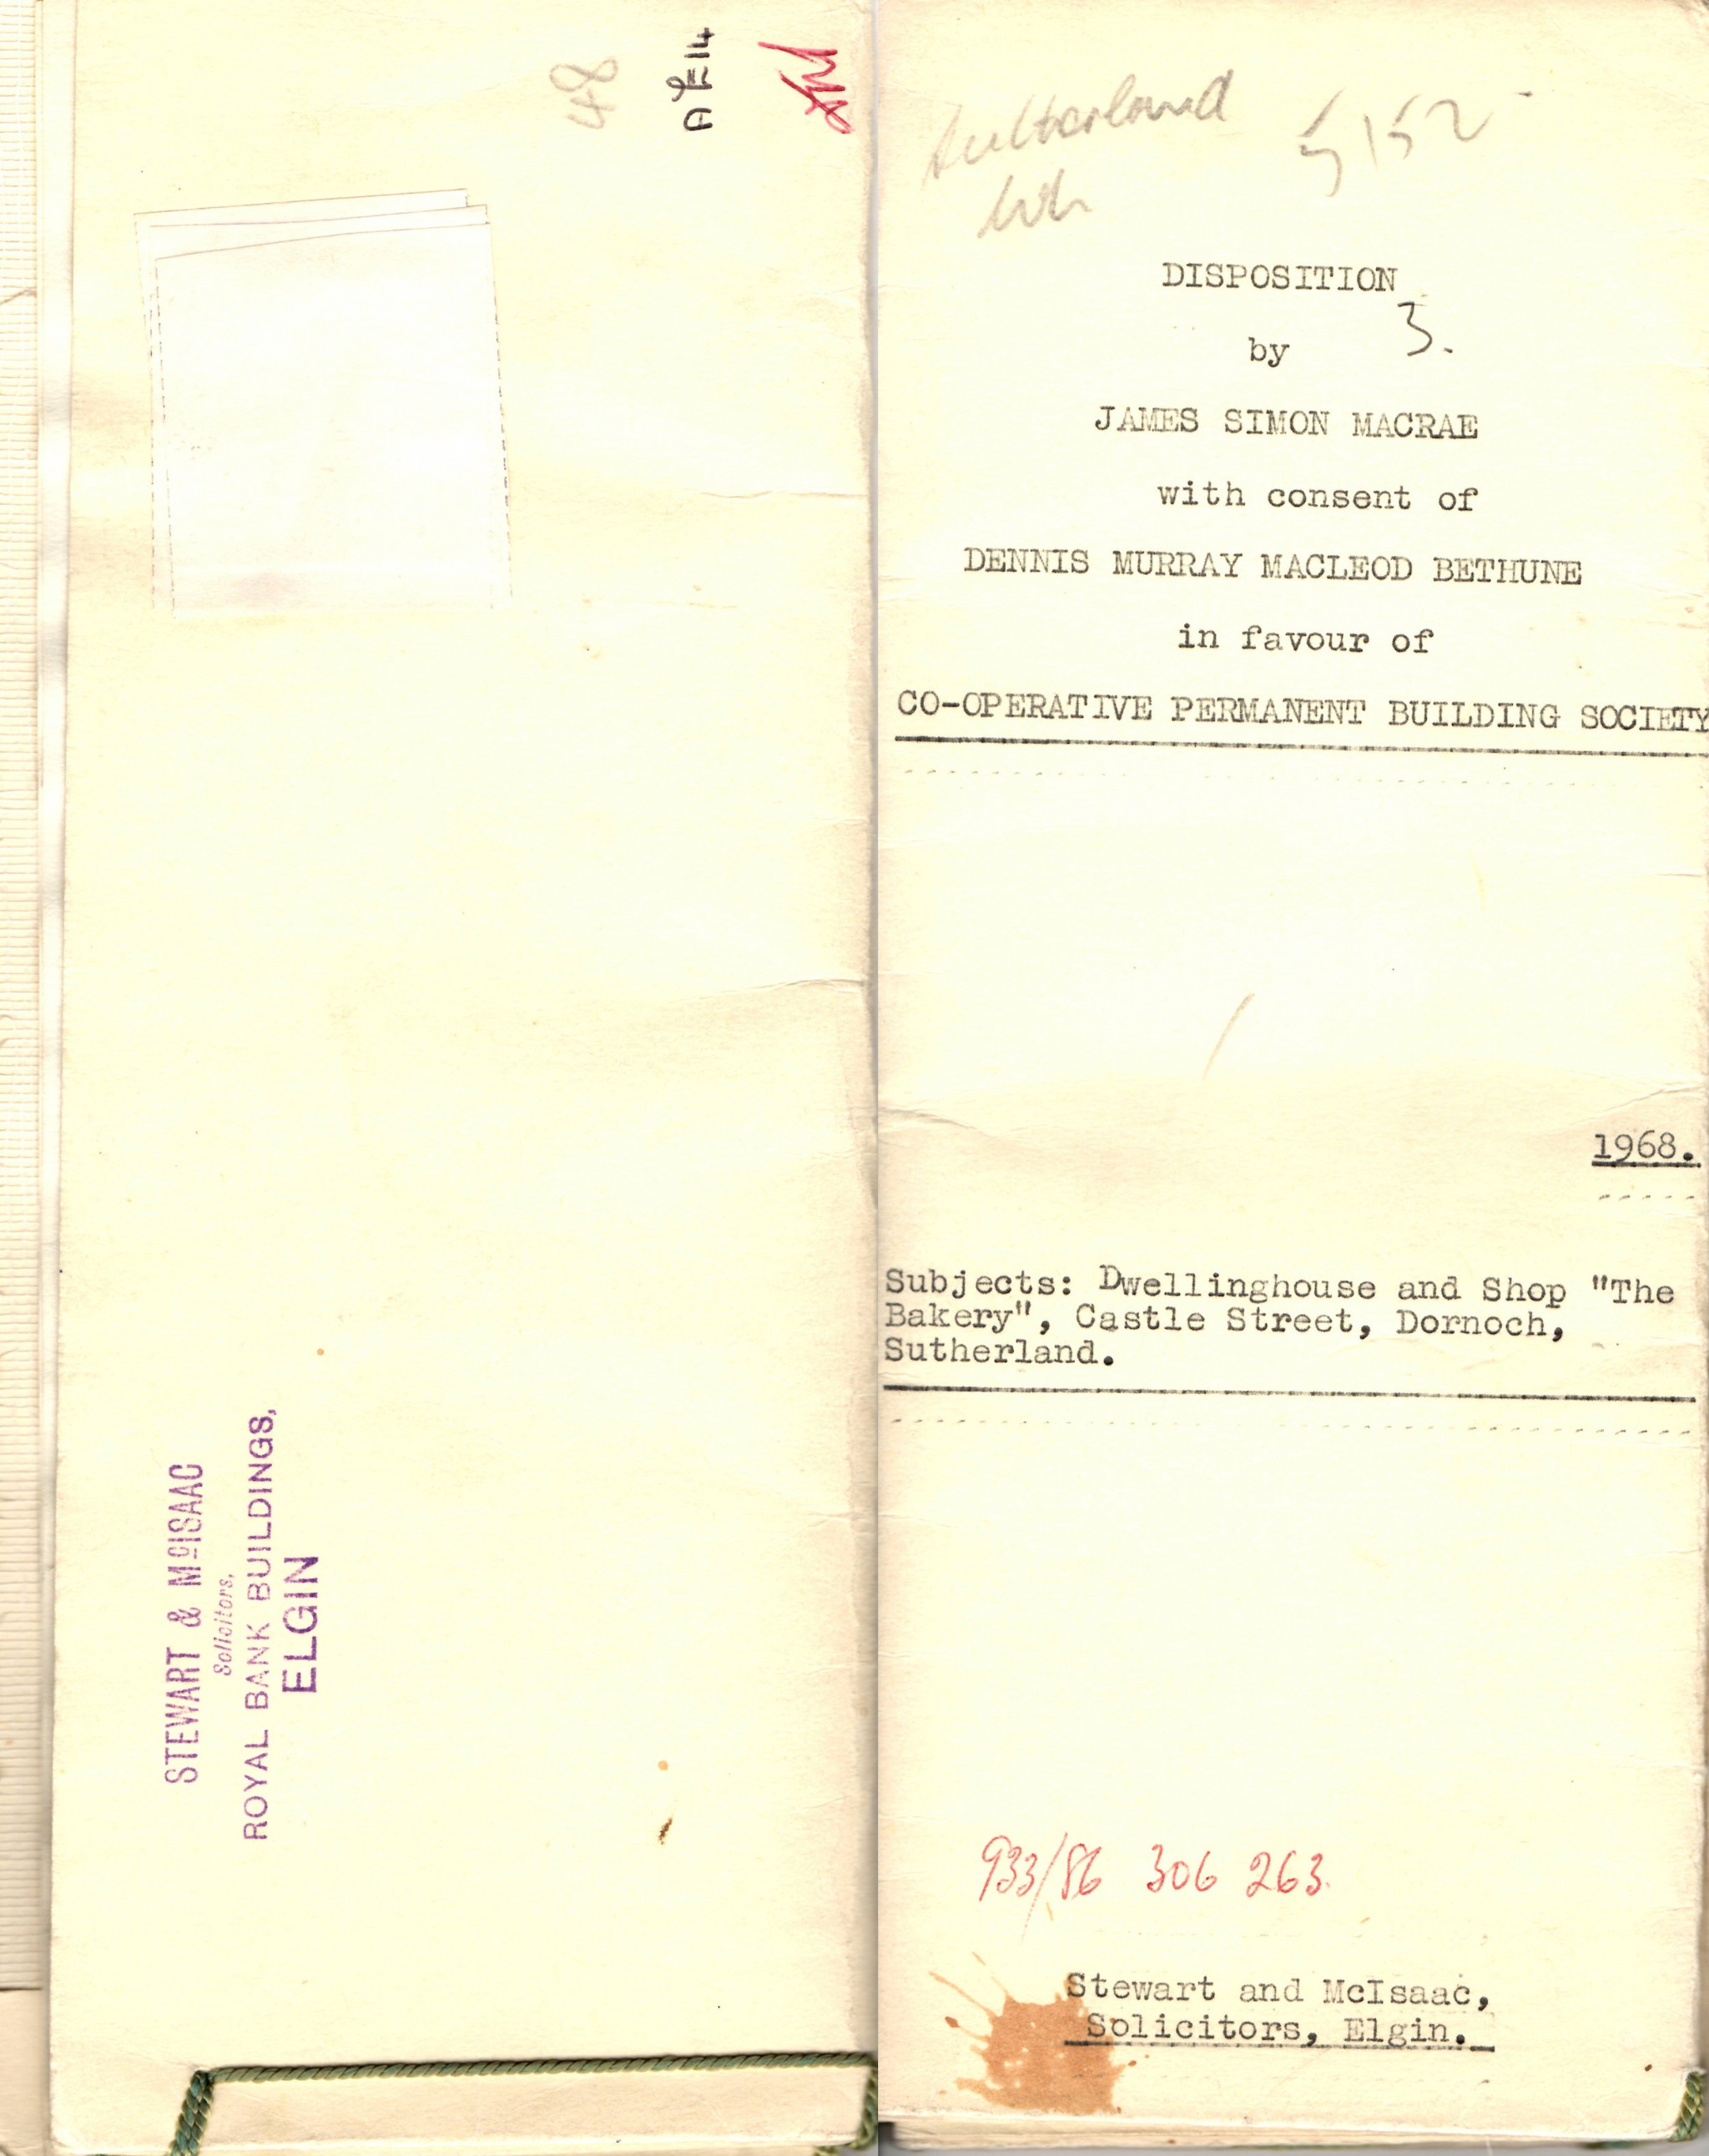 48
STEWART & McISAAC
Solicitors,
ROYAL BANK BUILDINGS,
ELGIN
Sutherland
5152
DISPOSITION
3.
by
JAMES SIMON MACRAE
with consent of
DENNIS MURRAY MACLEOD BETHUNE
in favour of
CO-OPERATIVE PERMANENT BUILDING SOCIETY
1968.
Subjects: Dwellinghouse and Shop "The
Bakery", Castle Street, Dornoch,
Sutherland.
933/86 306 263.
Stewart and McIsaac,
Solicitors, Elgin.